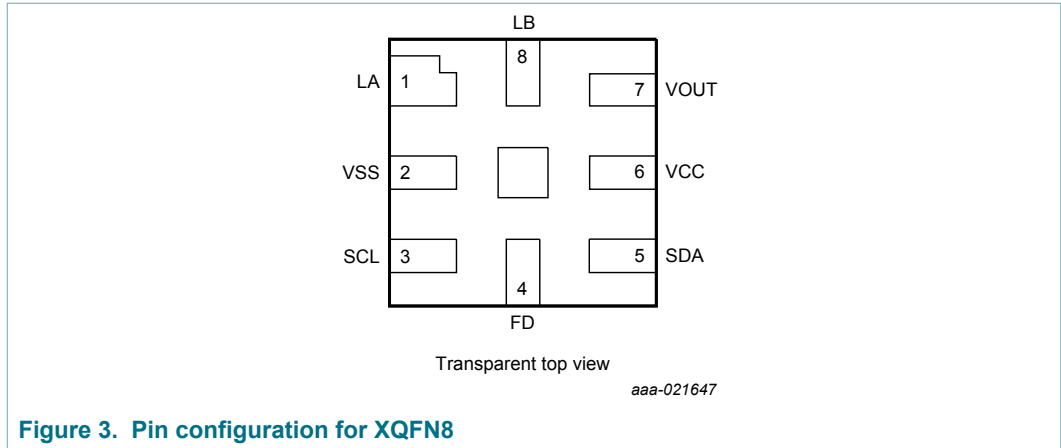 LB
8
LA 1
7 VOUT
VSS 2
6 VCC
SCL 3
5 SDA
4
FD
Transparent top view
aaa-021647
Figure 3. Pin configuration for XQFN8